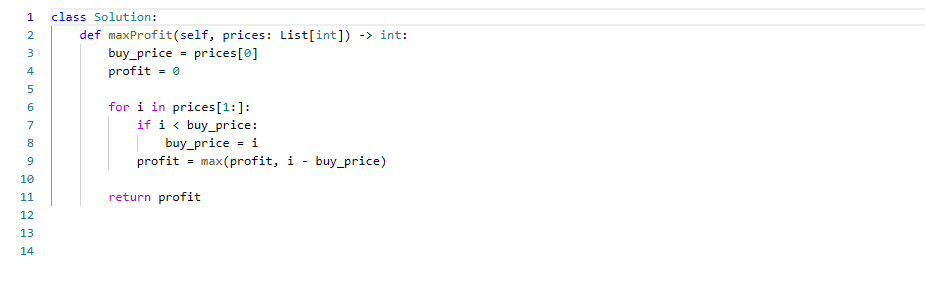 1 class Solution:
2     def maxProfit(self, prices: List[int]) -> int:
3         buy_price = prices[0]
4         profit = 0
5
6         for i in prices[1:]:
7             if i < buy_price:
8                 buy_price = i
9             profit = max(profit, i - buy_price)
10
11         return profit
12
13
14